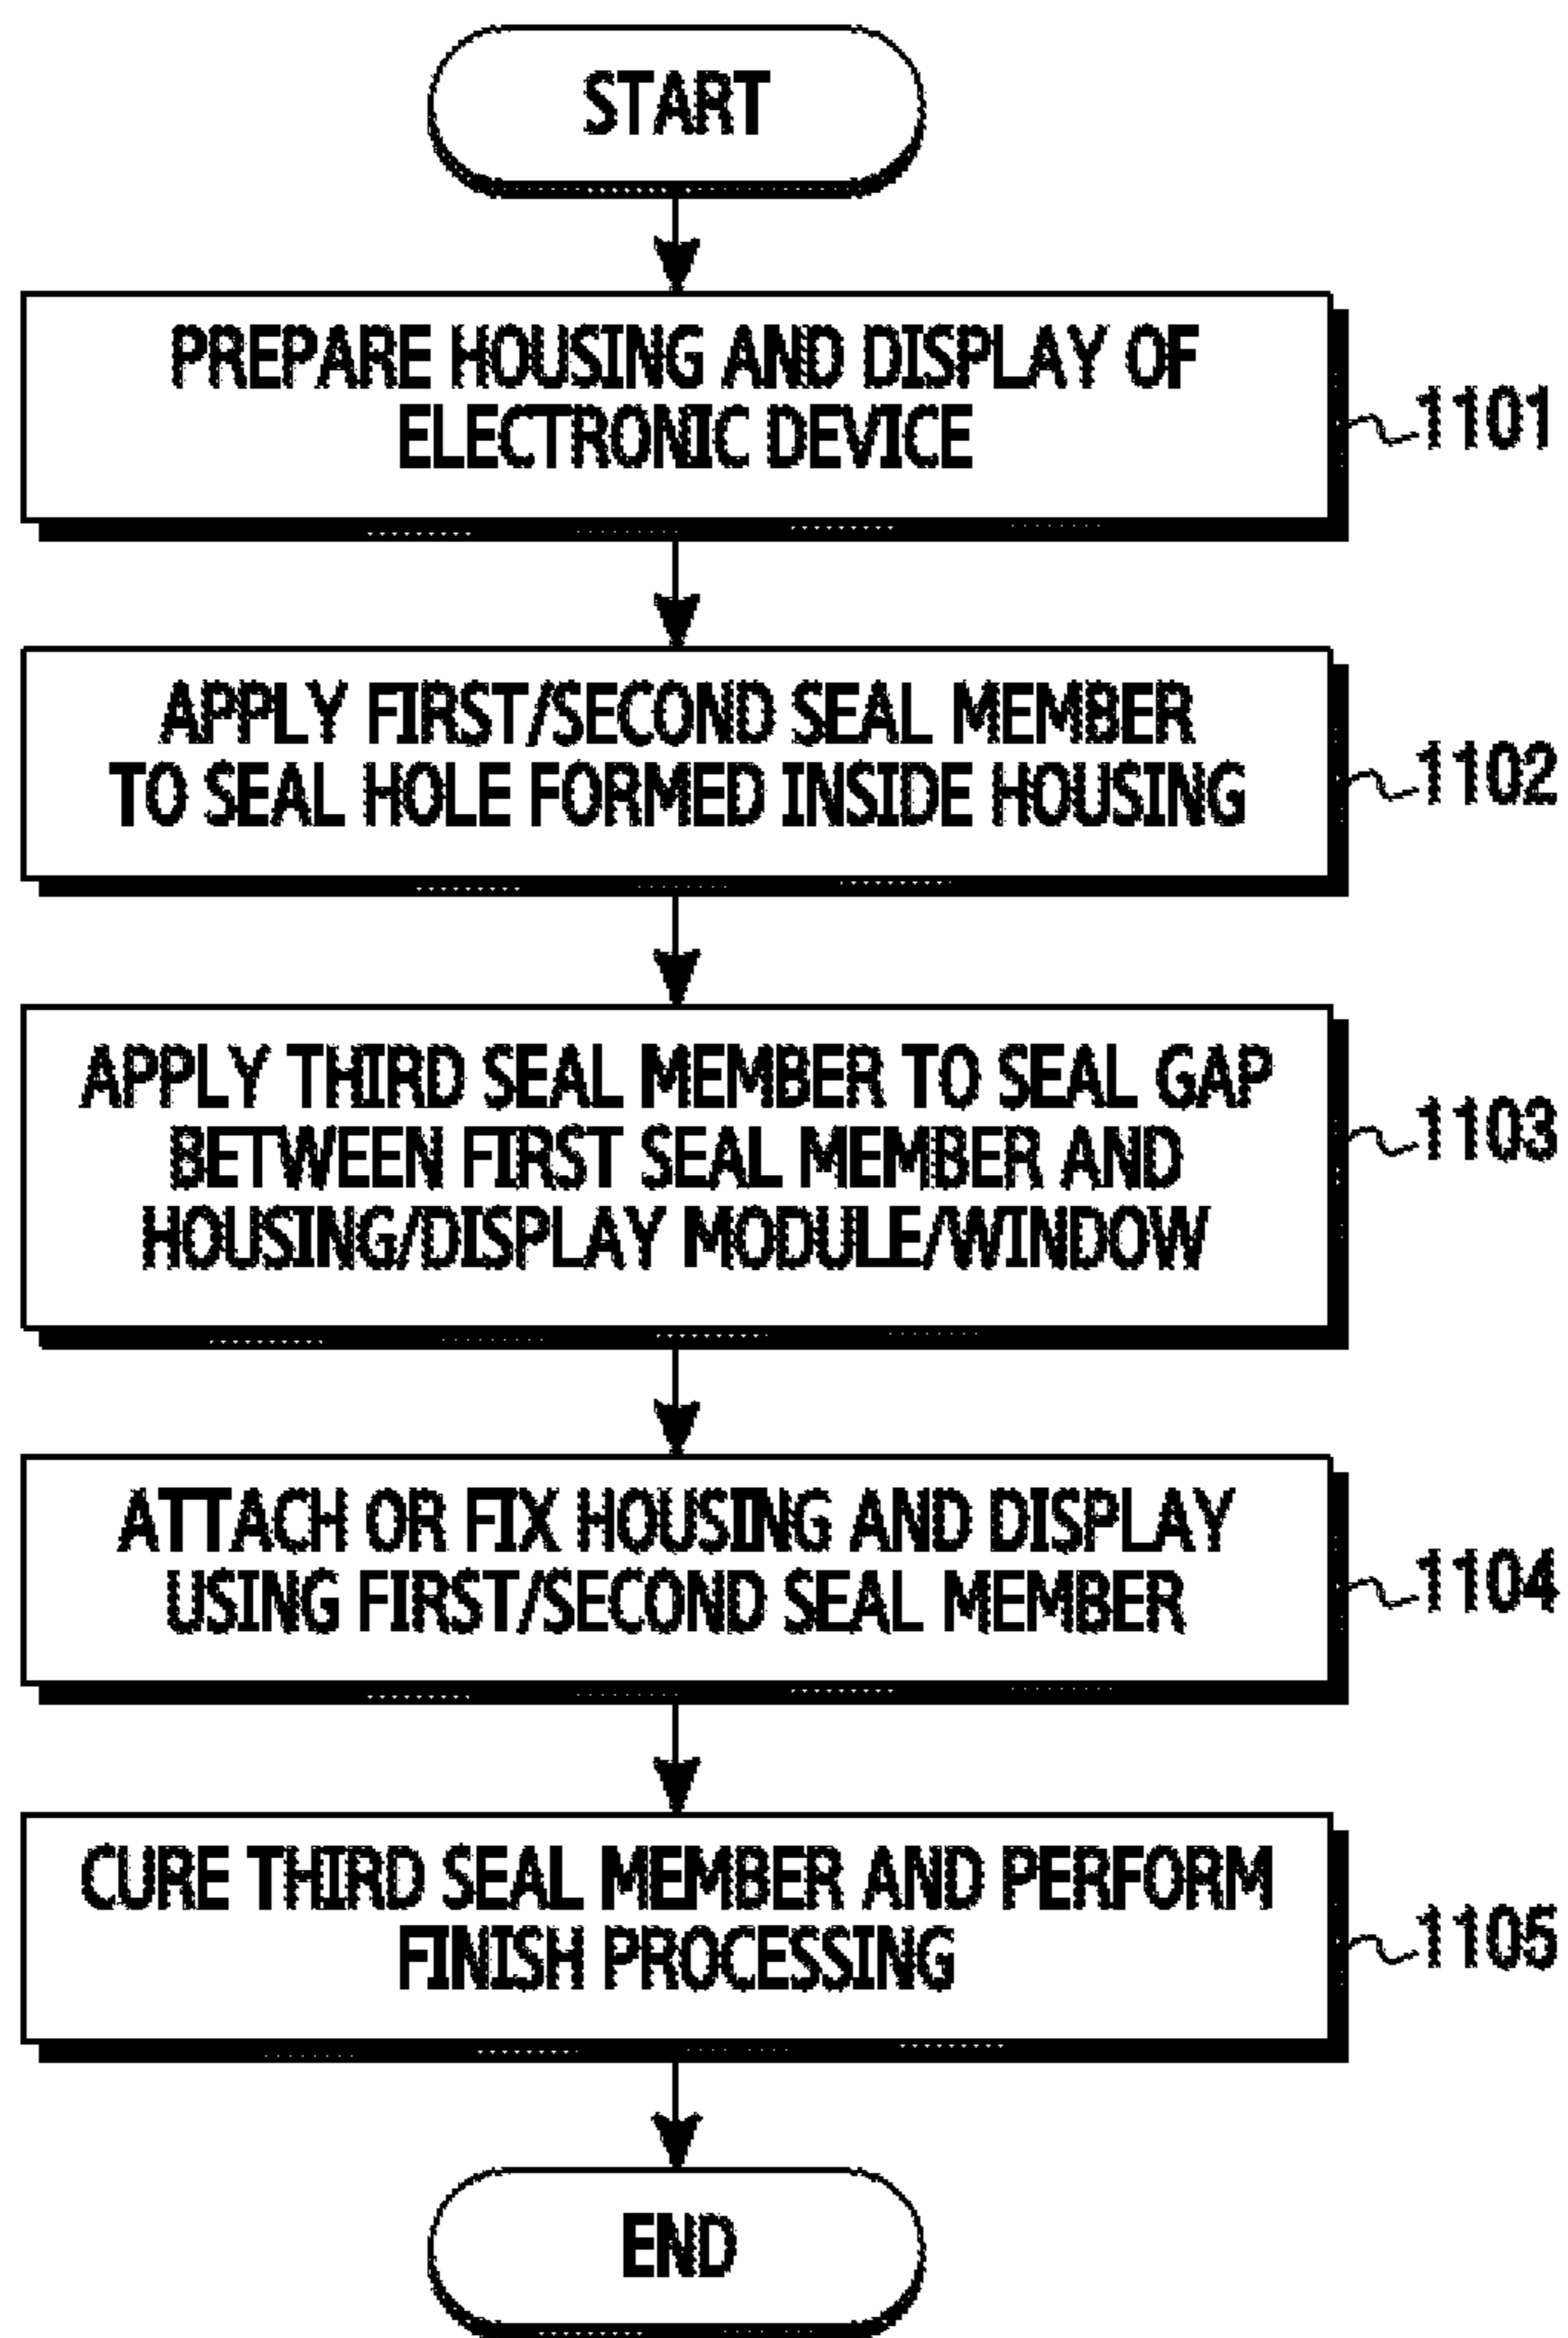 START
PREPARE HOUSING AND DISPLAY OF
ELECTRONIC DEVICE
1101
APPLY FIRST/SECOND SEAL MEMBER
TO SEAL HOLE FORMED INSIDE HOUSING
1102
APPLY THIRD SEAL MEMBER TO SEAL GAP
BETWEEN FIRST SEAL MEMBER AND
HOUSING/DISPLAY MODULE/WINDOW
1103
ATTACH OR FIX HOUSING AND DISPLAY
USING FIRST/SECOND SEAL MEMBER
1104
CURE THIRD SEAL MEMBER AND PERFORM
FINISH PROCESSING
1105
END